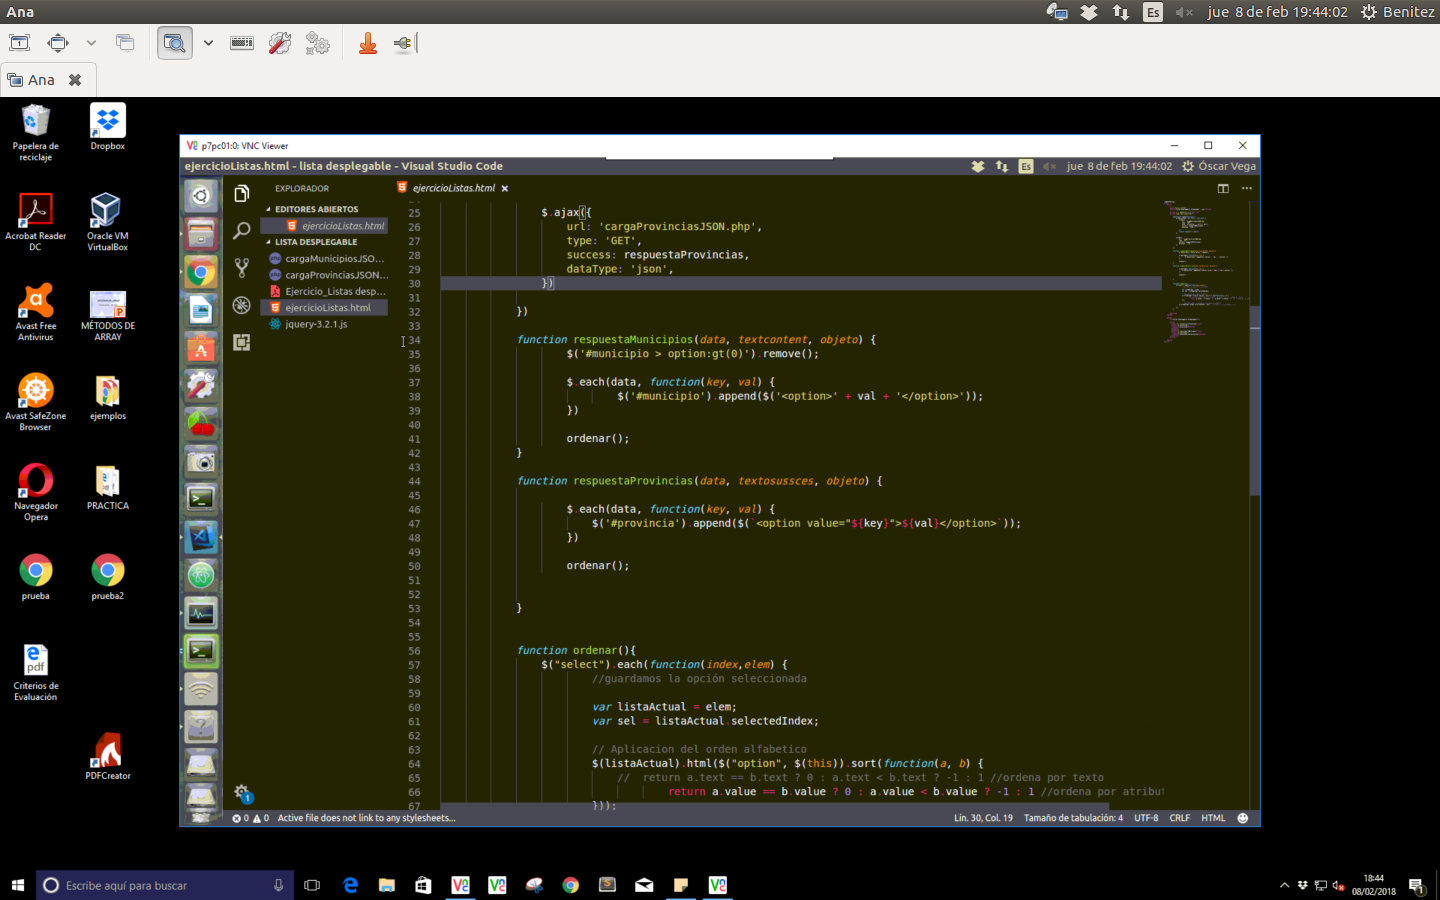 Ana
Es
jue 8 de feb 19:44:02
Benitez
Ana
Papelera de reciclaje
Dropbox
Acrobat Reader DC
Oracle VM VirtualBox
Avast Free Antivirus
MÉTODOS DE ARRAY
Avast SafeZone Browser
ejemplos
Navegador Opera
PRACTICA
prueba
prueba2
Criterios de Evaluación
PDFCreator
p7pc01:0: VNC Viewer
ejercicioListas.html - lista desplegable - Visual Studio Code
Es
jue 8 de feb 19:44:02
Óscar Vega
EXPLORADOR
EDITORES ABIERTOS
ejercicioListas.html
LISTA DESPLEGABLE
cargaMunicipiosJSO...
cargaProvinciasJSON...
Ejercicio_Listas desp...
ejercicioListas.html
jquery-3.2.1.js
ejercicioListas.html
25 $.ajax({
26 url: 'cargaProvinciasJSON.php',
27 type: 'GET',
28 success: respuestaProvincias,
29 dataType: 'json',
30 })
31
32 })
33
34 function respuestaMunicipios(data, textcontent, objeto) {
35 $('#municipio > option:gt(0)').remove();
36
37 $.each(data, function(key, val) {
38 $('#municipio').append($('<option>' + val + '</option>'));
39 })
40
41 ordenar();
42 }
43
44 function respuestaProvincias(data, textosussces, objeto) {
45
46 $.each(data, function(key, val) {
47 $('#provincia').append($(`<option value="${key}">${val}</option>`));
48 })
49
50 ordenar();
51
52
53 }
54
55
56 function ordenar(){
57 $("select").each(function(index,elem) {
58 //guardamos la opción seleccionada
59
60 var listaActual = elem;
61 var sel = listaActual.selectedIndex;
62
63 // Aplicacion del orden alfabetico
64 $(listaActual).html($("option", $(this)).sort(function(a, b) {
65 // return a.text == b.text ? 0 : a.text < b.text ? -1 : 1 //ordena por texto
66 return a.value == b.value ? 0 : a.value < b.value ? -1 : 1 //ordena por atribut
67 }));
1
0 0 Active file does not link to any stylesheets...
Lín. 30, Col. 19
Tamaño de tabulación: 4
UTF-8
CRLF
HTML
Escribe aquí para buscar
18:44
08/02/2018
1